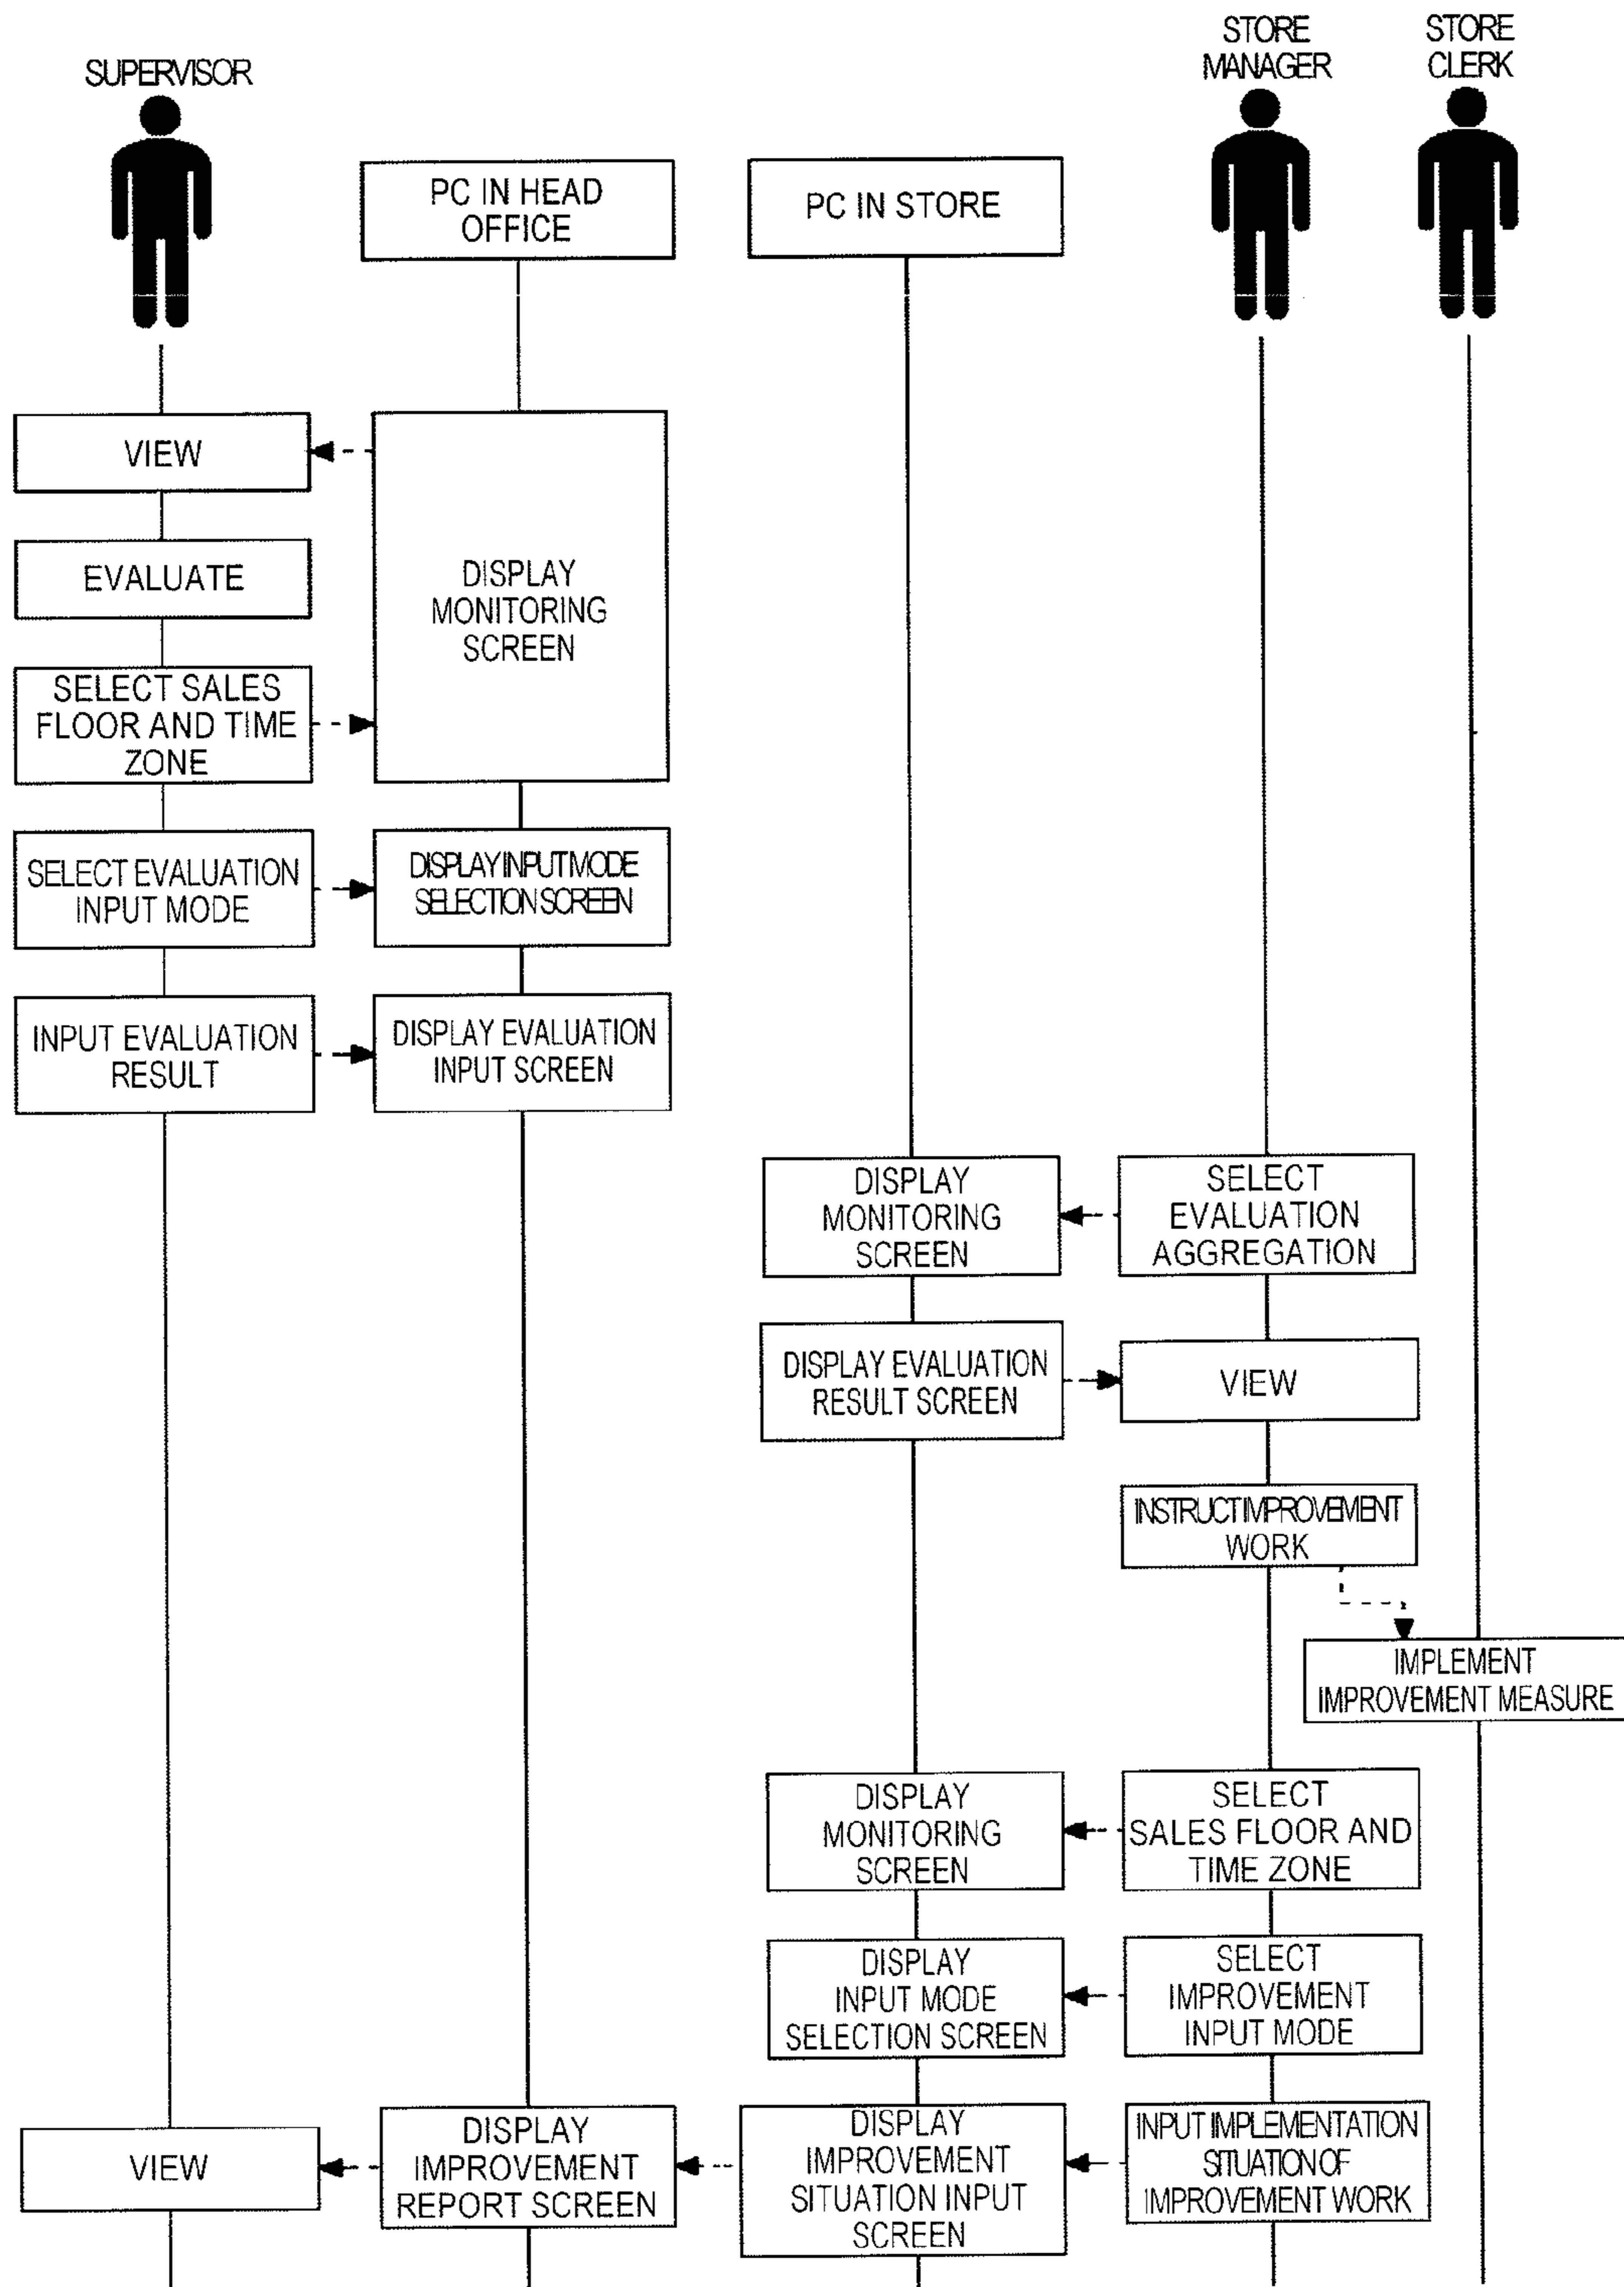 STORE
MANAGER
STORE
CLERK
SUPERVISOR
PC IN HEAD
OFFICE
PC IN STORE
VIEW
EVALUATE
DISPLAY
MONITORING
SCREEN
SELECT SALES
FLOOR AND TIME
ZONE
SELECT EVALUATION
INPUT MODE
DISPLAY INPUT MODE
SELECTION SCREEN
INPUT EVALUATION
RESULT
DISPLAY EVALUATION
INPUT SCREEN
DISPLAY
MONITORING
SCREEN
SELECT
EVALUATION
AGGREGATION
DISPLAY EVALUATION
RESULT SCREEN
VIEW
INSTRUCT IMPROVEMENT
WORK
IMPLEMENT
IMPROVEMENT MEASURE
DISPLAY
MONITORING
SCREEN
SELECT
SALES FLOOR AND
TIME ZONE
DISPLAY
INPUT MODE
SELECTION SCREEN
SELECT
IMPROVEMENT
INPUT MODE
VIEW
DISPLAY
IMPROVEMENT
REPORT SCREEN
DISPLAY
IMPROVEMENT
SITUATION INPUT
SCREEN
INPUT IMPLEMENTATION
SITUATION OF
IMPROVEMENT WORK